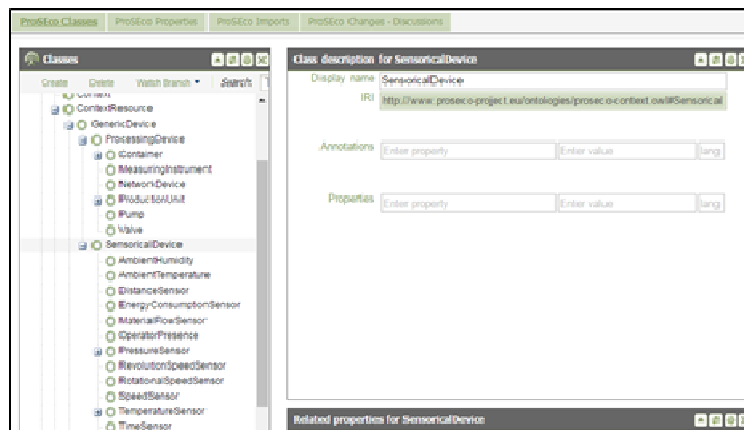 ProSEco Classes ProSEco Properties ProSEco Imports ProSEco Changes - Discussions
Classes
Create Delete Watch Branch Search
Context
ContextResource
GenericDevice
ProcessingDevice
Container
MeasuringInstrument
NetworkDevice
ProductionUnit
Pump
Valve
SensoricalDevice
AmbientHumidity
AmbientTemperature
DistanceSensor
EnergyConsumptionSensor
MaterialFlowSensor
OperatorPresence
PressureSensor
RevolutionSpeedSensor
RotationalSpeedSensor
SpeedSensor
TemperatureSensor
TimeSensor
Class description for SensoricalDevice
Display name SensoricalDevice
IRI http://www.proseco-project.eu/ontologies/proseco-context.owl#Sensorical
Annotations Enter property Enter value lang
Properties Enter property Enter value lang
Related properties for SensoricalDevice